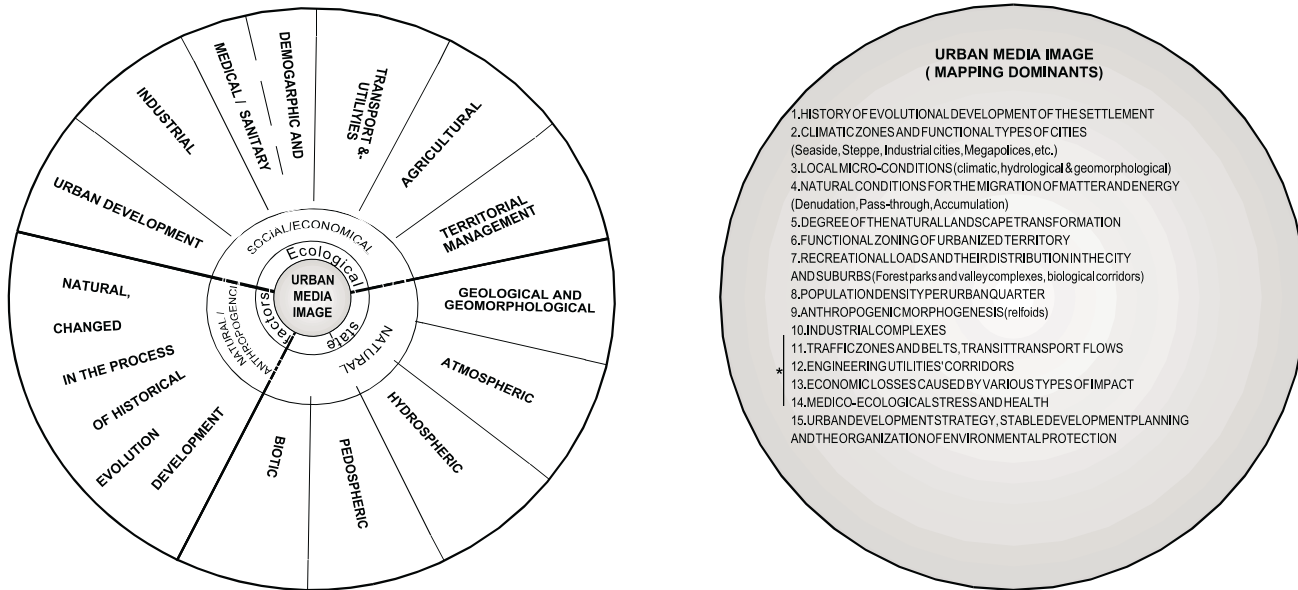 URBAN DEVELOPMENT
INDUSTRIAL
MEDICAL / SANITARY
DEMOGARPHIC AND
TRANSPORT &
UTILYIES
AGRICULTURAL
TERRITORIAL
MANAGEMENT
GEOLOGICAL AND
GEOMORPHOLOGICAL
ATMOSPHERIC
HYDROSPHERIC
PEDOSPHERIC
BIOTIC
NATURAL,
CHANGED
IN THE PROCESS
OF HISTORICAL
EVOLUTION
DEVELOPMENT
SOCIAL/ECONOMICAL
NATURAL
NATURAL /
ANTHROPOGENCIC
Ecological
state
factors
URBAN
MEDIA
IMAGE
URBAN MEDIA IMAGE
( MAPPING DOMINANTS)
1.HISTORY OF EVOLUTIONAL DEVELOPMENT OF THE SETTLEMENT
2.CLIMATIC ZONES AND FUNCTIONAL TYPES OF CITIES
(Seaside, Steppe, Industrial cities, Megapolices, etc.)
3.LOCAL MICRO-CONDITIONS (climatic, hydrological & geomorphological)
4.NATURAL CONDITIONS FOR THE MIGRATION OF MATTER AND ENERGY
(Denudation, Pass-through, Accumulation)
5.DEGREE OF THE NATURAL LANDSCAPE TRANSFORMATION
6.FUNCTIONAL ZONING OF URBANIZED TERRITORY
7.RECREATIONAL LOADS AND THEIR DISTRIBUTION IN THE CITY
AND SUBURBS (Forest parks and valley complexes, biological corridors)
8.POPULATION DENSITY PER URBAN QUARTER
9.ANTHROPOGENIC MORPHOGENESIS (relfoids)
10.INDUSTRIAL COMPLEXES
11.TRAFFIC ZONES AND BELTS, TRANSIT TRANSPORT FLOWS
*
12.ENGINEERING UTILITIES' CORRIDORS
13.ECONOMIC LOSSES CAUSED BY VARIOUS TYPES OF IMPACT
14.MEDICO-ECOLOGICAL STRESS AND HEALTH
15.URBAN DEVELOPMENT STRATEGY, STABLE DEVELOPMENT PLANNING
AND THE ORGANIZATION OF ENVIRONMENTAL PROTECTION